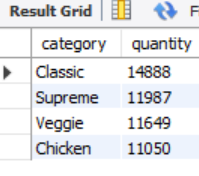 Result Grid
category quantity
Classic 14888
Supreme 11987
Veggie 11649
Chicken 11050